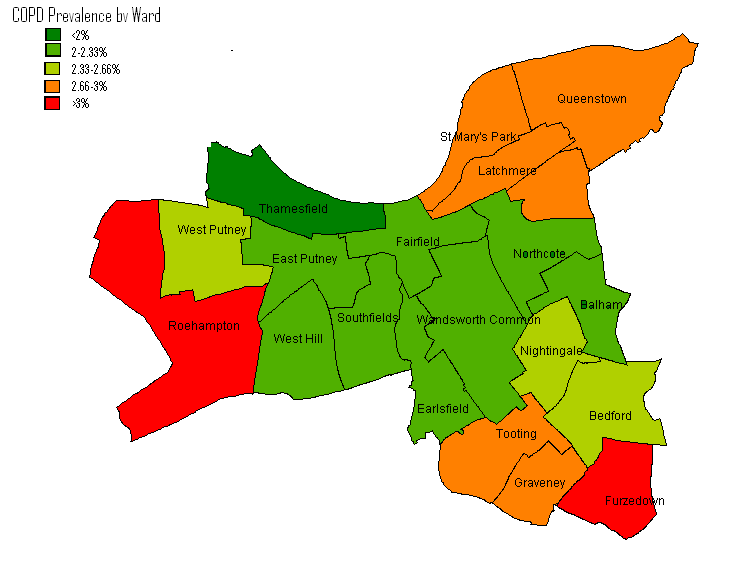 COPD Prevalence by Ward
<2%
2-2.33%
2.33-2.66%
2.66-3%
>3%
Queenstown
St Mary's Park
Latchmere
Thamesfield
West Putney
Fairfield
East Putney
Northcote
Balham
Roehampton
Southfields
Wandsworth Common
West Hill
Nightingale
Earlsfield
Bedford
Tooting
Graveney
Furzedown